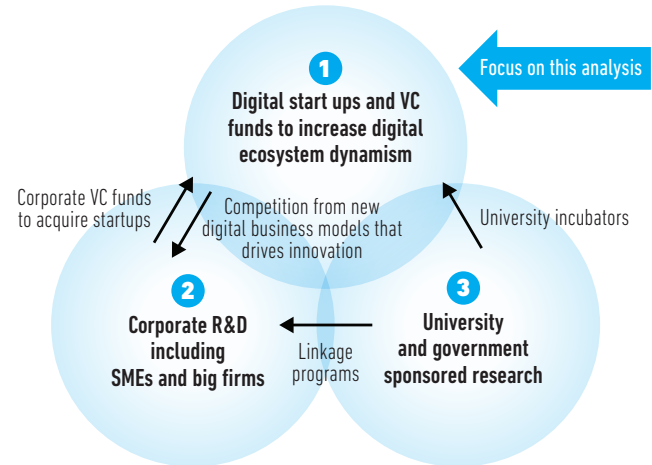 1
Focus on this analysis
Digital start ups and VC
funds to increase digital
ecosystem dynamism
Corporate VC funds
to acquire startups
Competition from new
digital business models that
drives innovation
University incubators
2
Corporate R&D
including
SMEs and big firms
Linkage
programs
3
University
and government
sponsored research